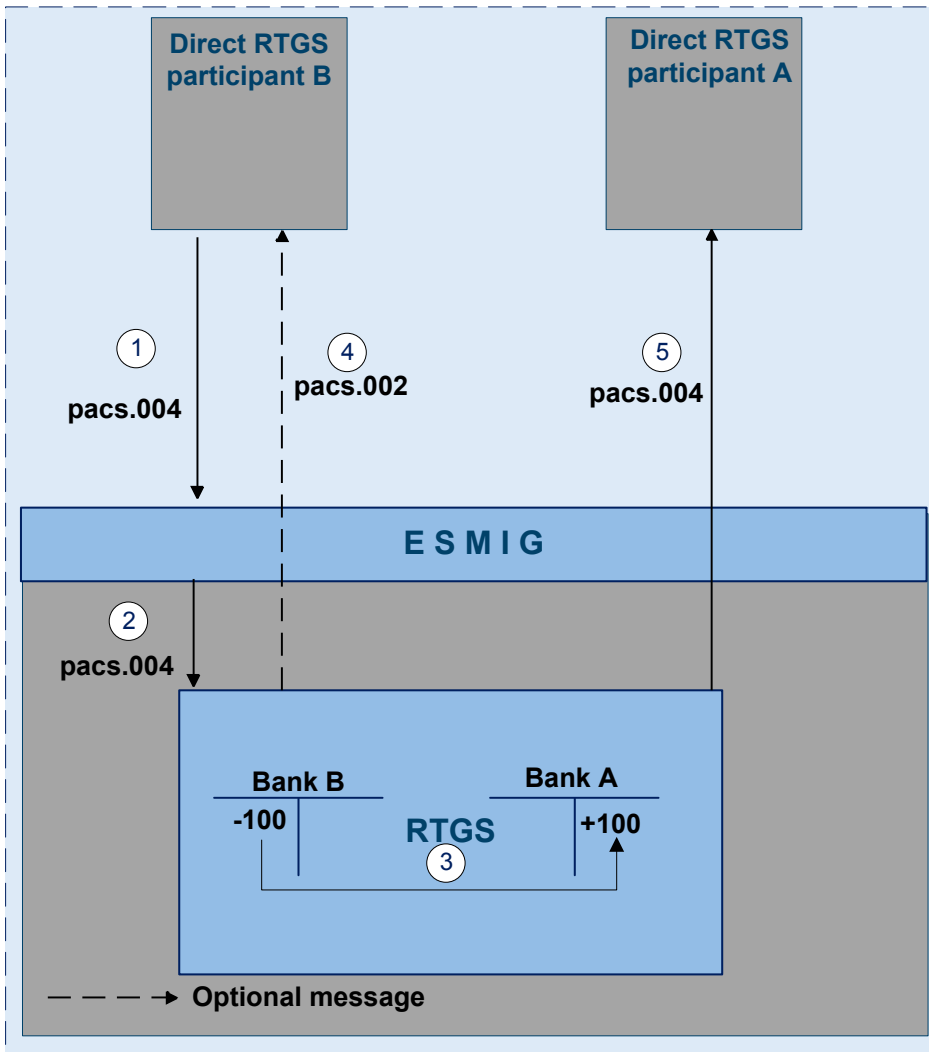 Direct RTGS
participant B
Direct RTGS
participant A
1
pacs.004
4
pacs.002
5
pacs.004
E S M I G
2
pacs.004
Bank B
Bank A
-100
+100
RTGS
3
Optional message